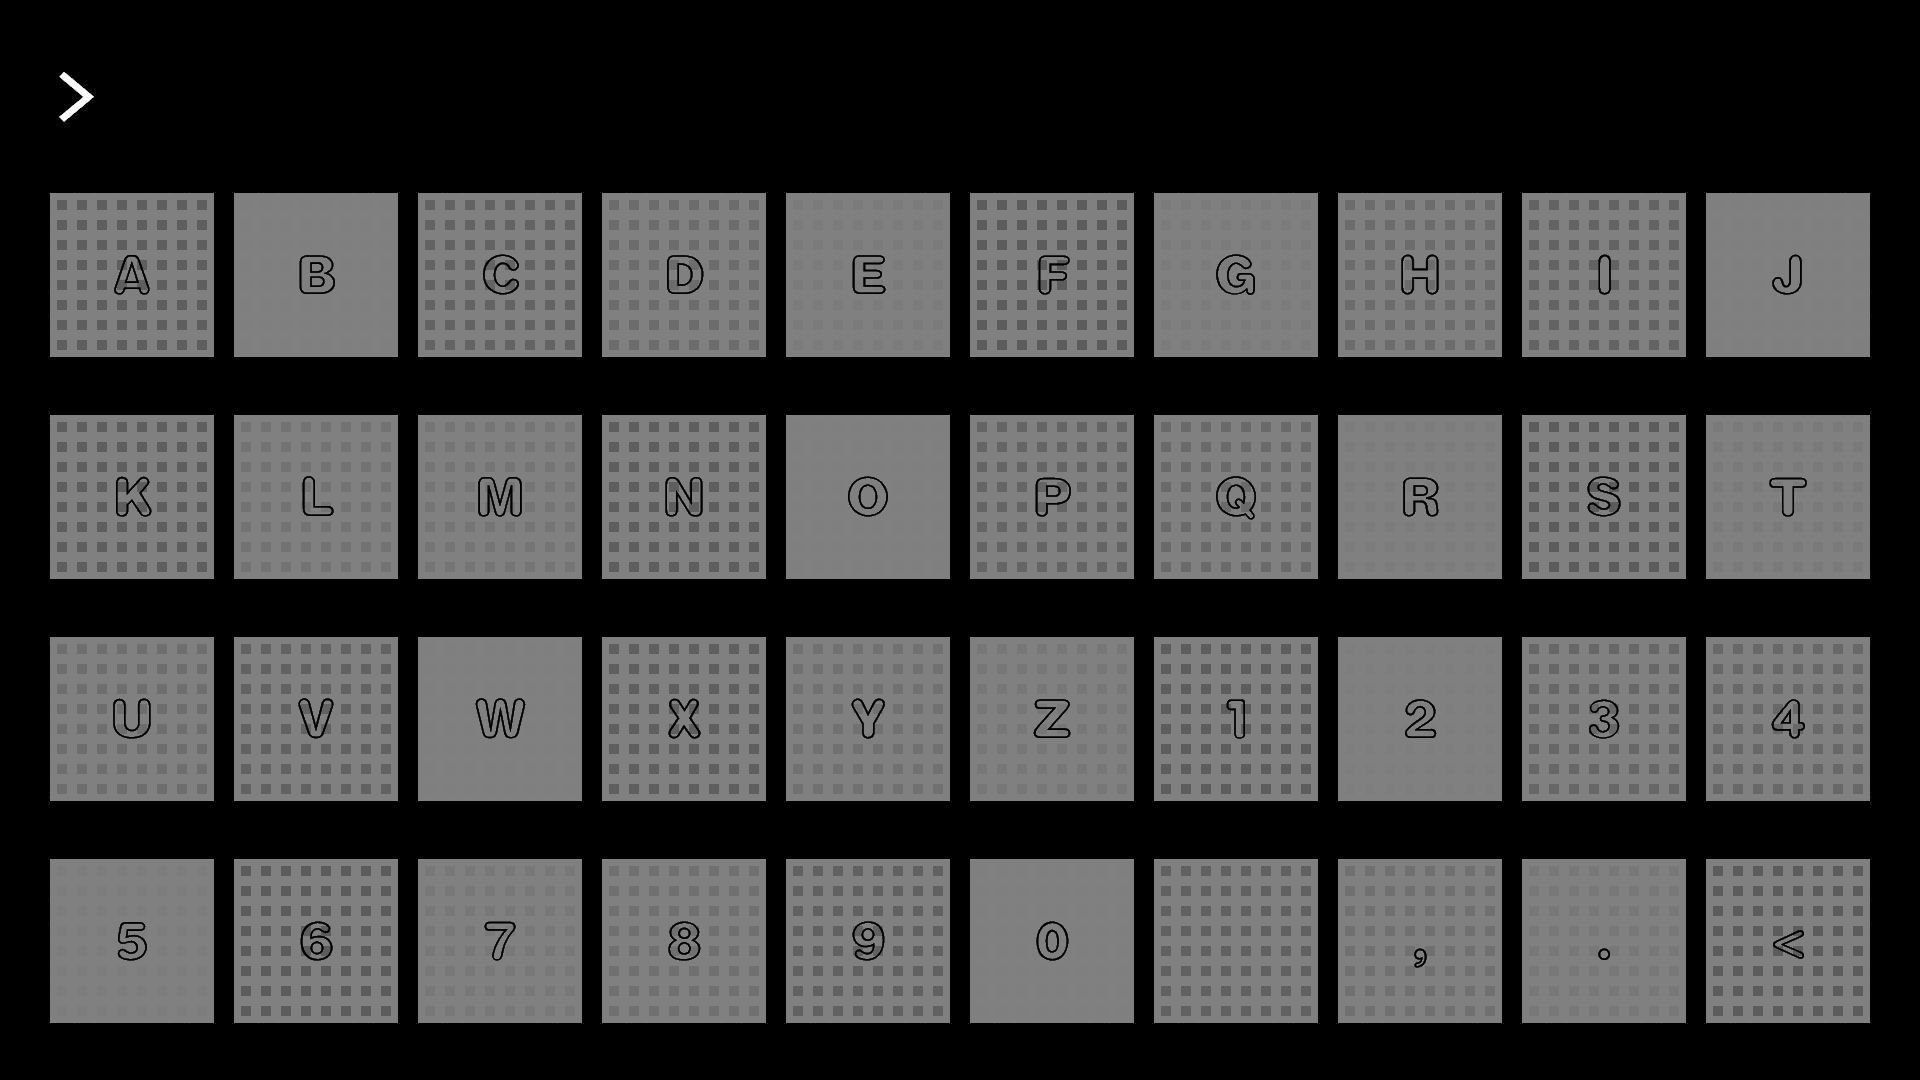 >
A B C D E F G H I J
K L M N O P Q R S T
U V W X Y Z 1 2 3 4
5 6 7 8 9 0 , . <